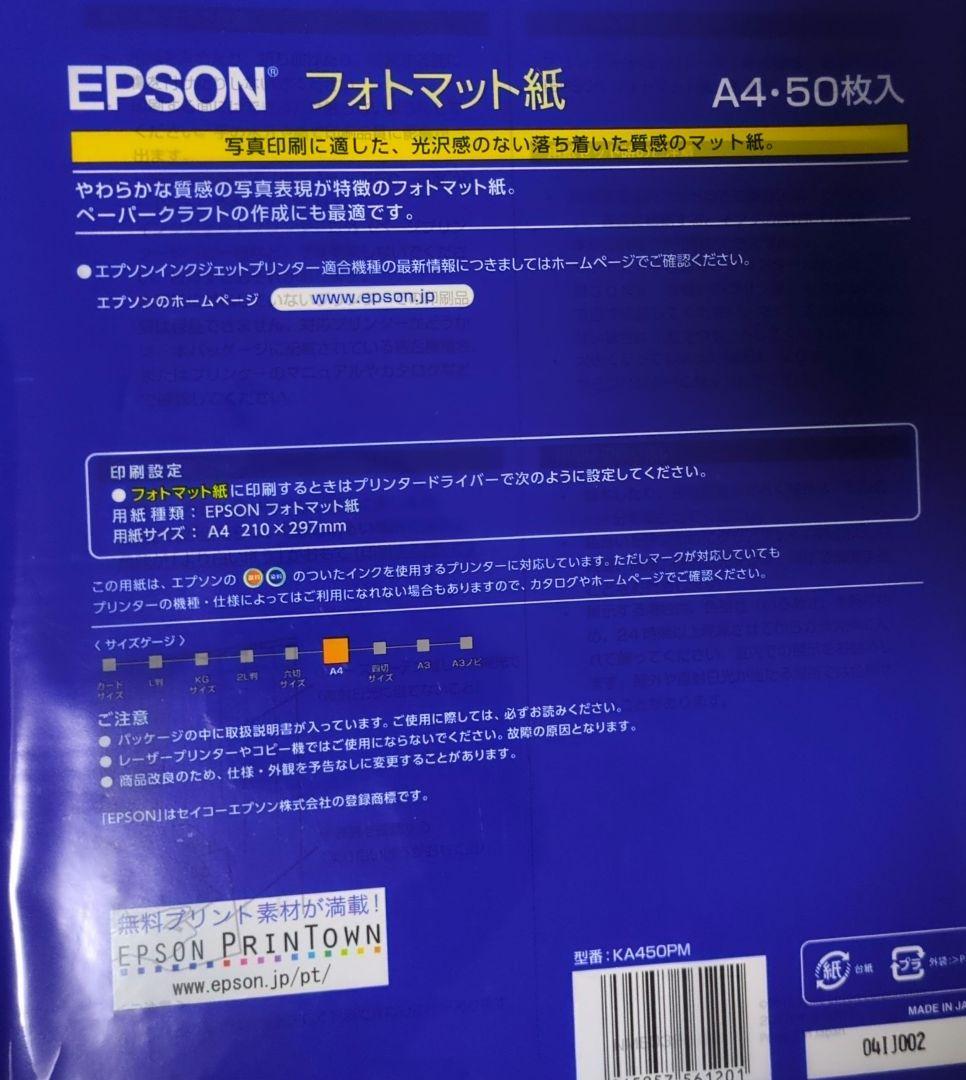 EPSON® フォトマット紙 A4・50枚入
写真印刷に適した、光沢感のない落ち着いた質感のマット紙。
やわらかな質感の写真表現が特徴のフォトマット紙。
ペーパークラフトの作成にも最適です。
●エプソンインクジェットプリンター適合機種の最新情報につきましてはホームページでご確認ください。
エプソンのホームページ www.epson.jp
印刷設定
●フォトマット紙に印刷するときはプリンタードライバーで次のように設定してください。
用紙種類：EPSON フォトマット紙
用紙サイズ：A4 210×297mm
この用紙は、エプソンの 顔料 染料 のついたインクを使用するプリンターに対応しています。ただしマークが対応していても
プリンターの機種・仕様によってはご利用になれない場合もありますので、カタログやホームページでご確認ください。
〈サイズゲージ〉
カードサイズ L判 KGサイズ 2L判 六切サイズ A4 四切サイズ A3 A3ノビ
ご注意
●パッケージの中に取扱説明書が入っています。ご使用に際しては、必ずお読みください。
●レーザープリンターやコピー機ではご使用にならないでください。故障の原因となります。
●商品改良のため、仕様・外観を予告なしに変更することがあります。
「EPSON」はセイコーエプソン株式会社の登録商標です。
無料プリント素材が満載！
EPSON PRINTOWN
www.epson.jp/pt/
型番：KA450PM
紙 台紙 プラ 外装:>P
MADE IN JA
04IJ002
561201